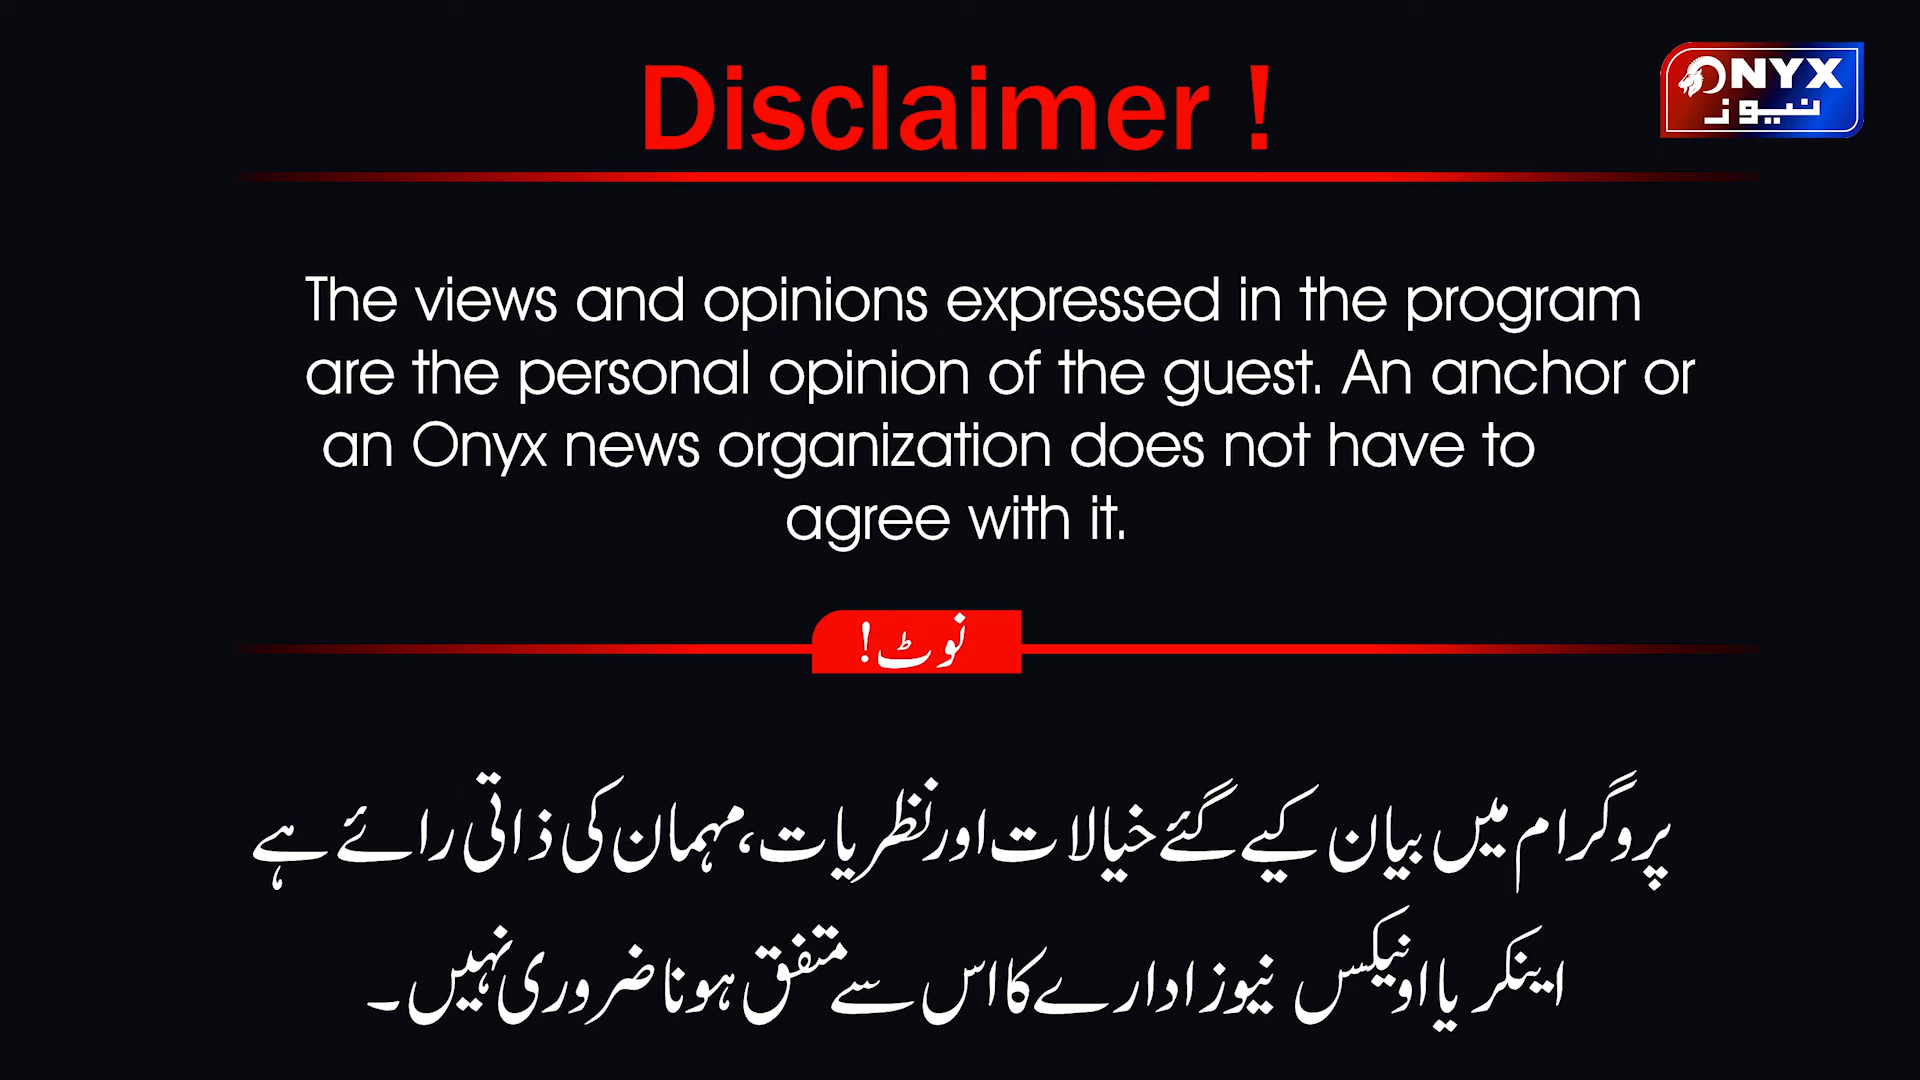 Disclaimer !
ONYX
نیوز
The views and opinions expressed in the program
are the personal opinion of the guest. An anchor or
an Onyx news organization does not have to
agree with it.
نوٹ!
پروگرام میں بیان کیے گئے خیالات اور نظریات، مہمان کی ذاتی رائے ہے
اینکر یا اونیکس نیوز ادارے کا اس سے متفق ہونا ضروری نہیں۔